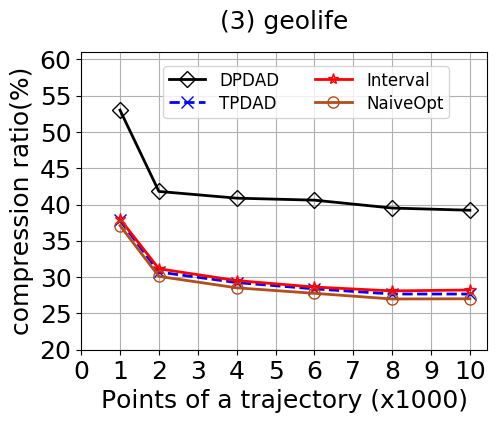 (3) geolife
compression ratio(%)
60
55
50
45
40
35
30
25
20
DPDAD
TPDAD
Interval
NaiveOpt
0 1 2 3 4 5 6 7 8 9 10
Points of a trajectory (x1000)